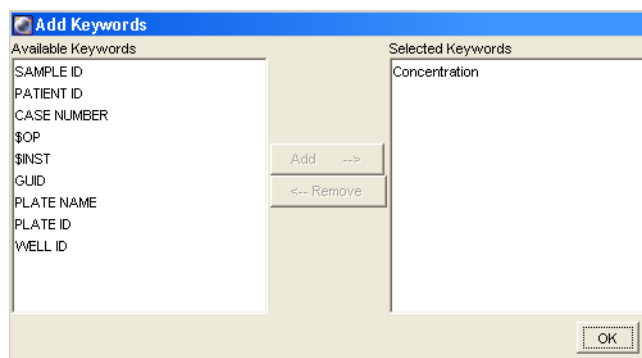 Add Keywords
Available Keywords
Selected Keywords
SAMPLE ID
PATIENT ID
CASE NUMBER
$OP
$INST
GUID
PLATE NAME
PLATE ID
WELL ID
Add -->
<-- Remove
Concentration
OK